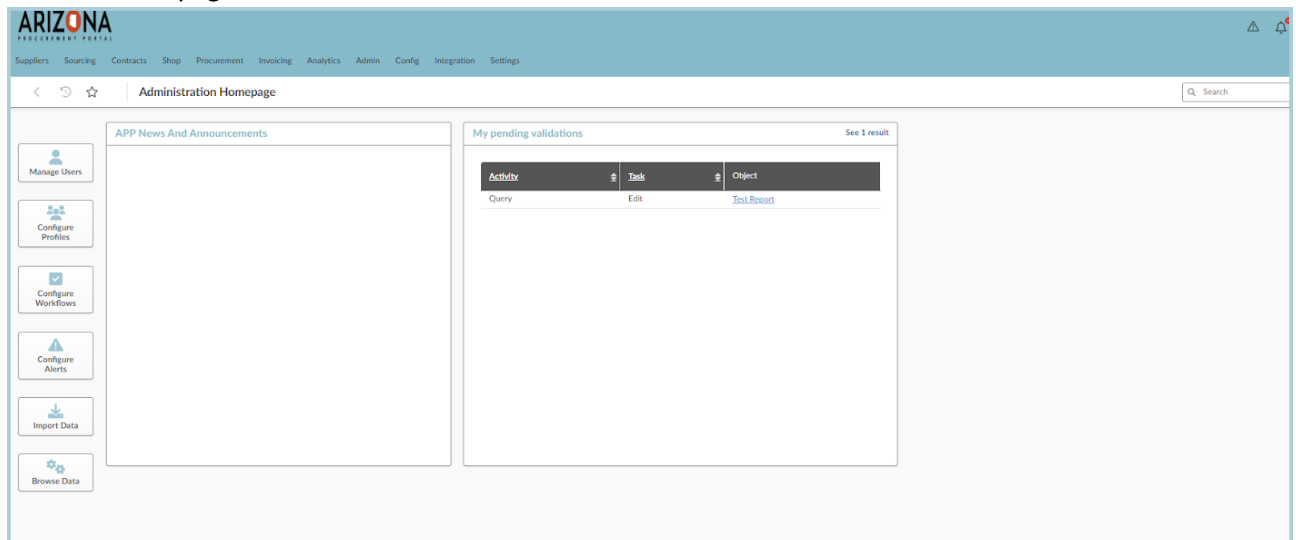 ARIZONA
PROCUREMENT PORTAL
Suppliers Sourcing Contracts Shop Procurement Invoicing Analytics Admin Config Integration Settings
Administration Homepage
Search
Manage Users
Configure
Profiles
Configure
Workflows
Configure
Alerts
Import Data
Browse Data
APP News And Announcements
My pending validations See 1 result
Activity Task Object
Query Edit Test Report